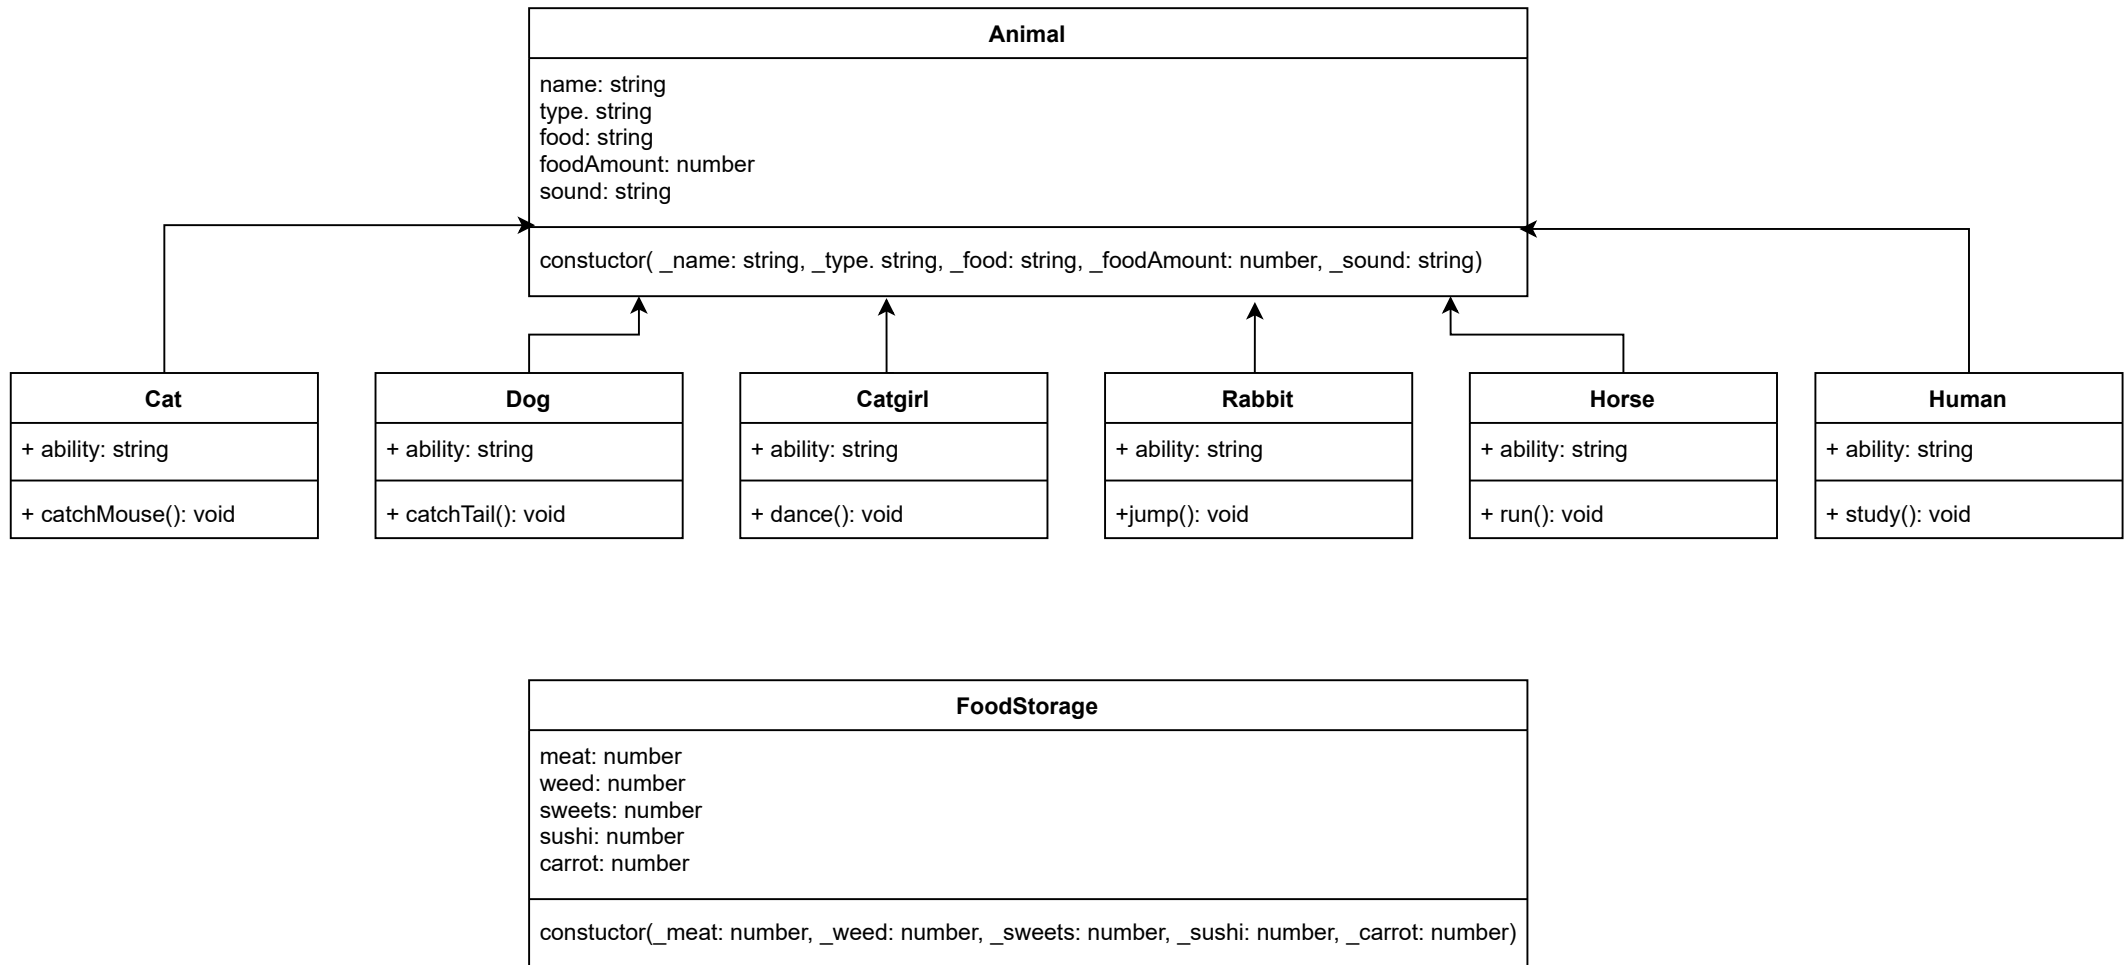 Animal
name: string
type. string
food: string
foodAmount: number
sound: string
constuctor( _name: string, _type. string, _food: string, _foodAmount: number, _sound: string)
Cat
+ ability: string
+ catchMouse(): void
Dog
+ ability: string
+ catchTail(): void
Catgirl
+ ability: string
+ dance(): void
Rabbit
+ ability: string
+jump(): void
Horse
+ ability: string
+ run(): void
Human
+ ability: string
+ study(): void
FoodStorage
meat: number
weed: number
sweets: number
sushi: number
carrot: number
constuctor(_meat: number, _weed: number, _sweets: number, _sushi: number, _carrot: number)